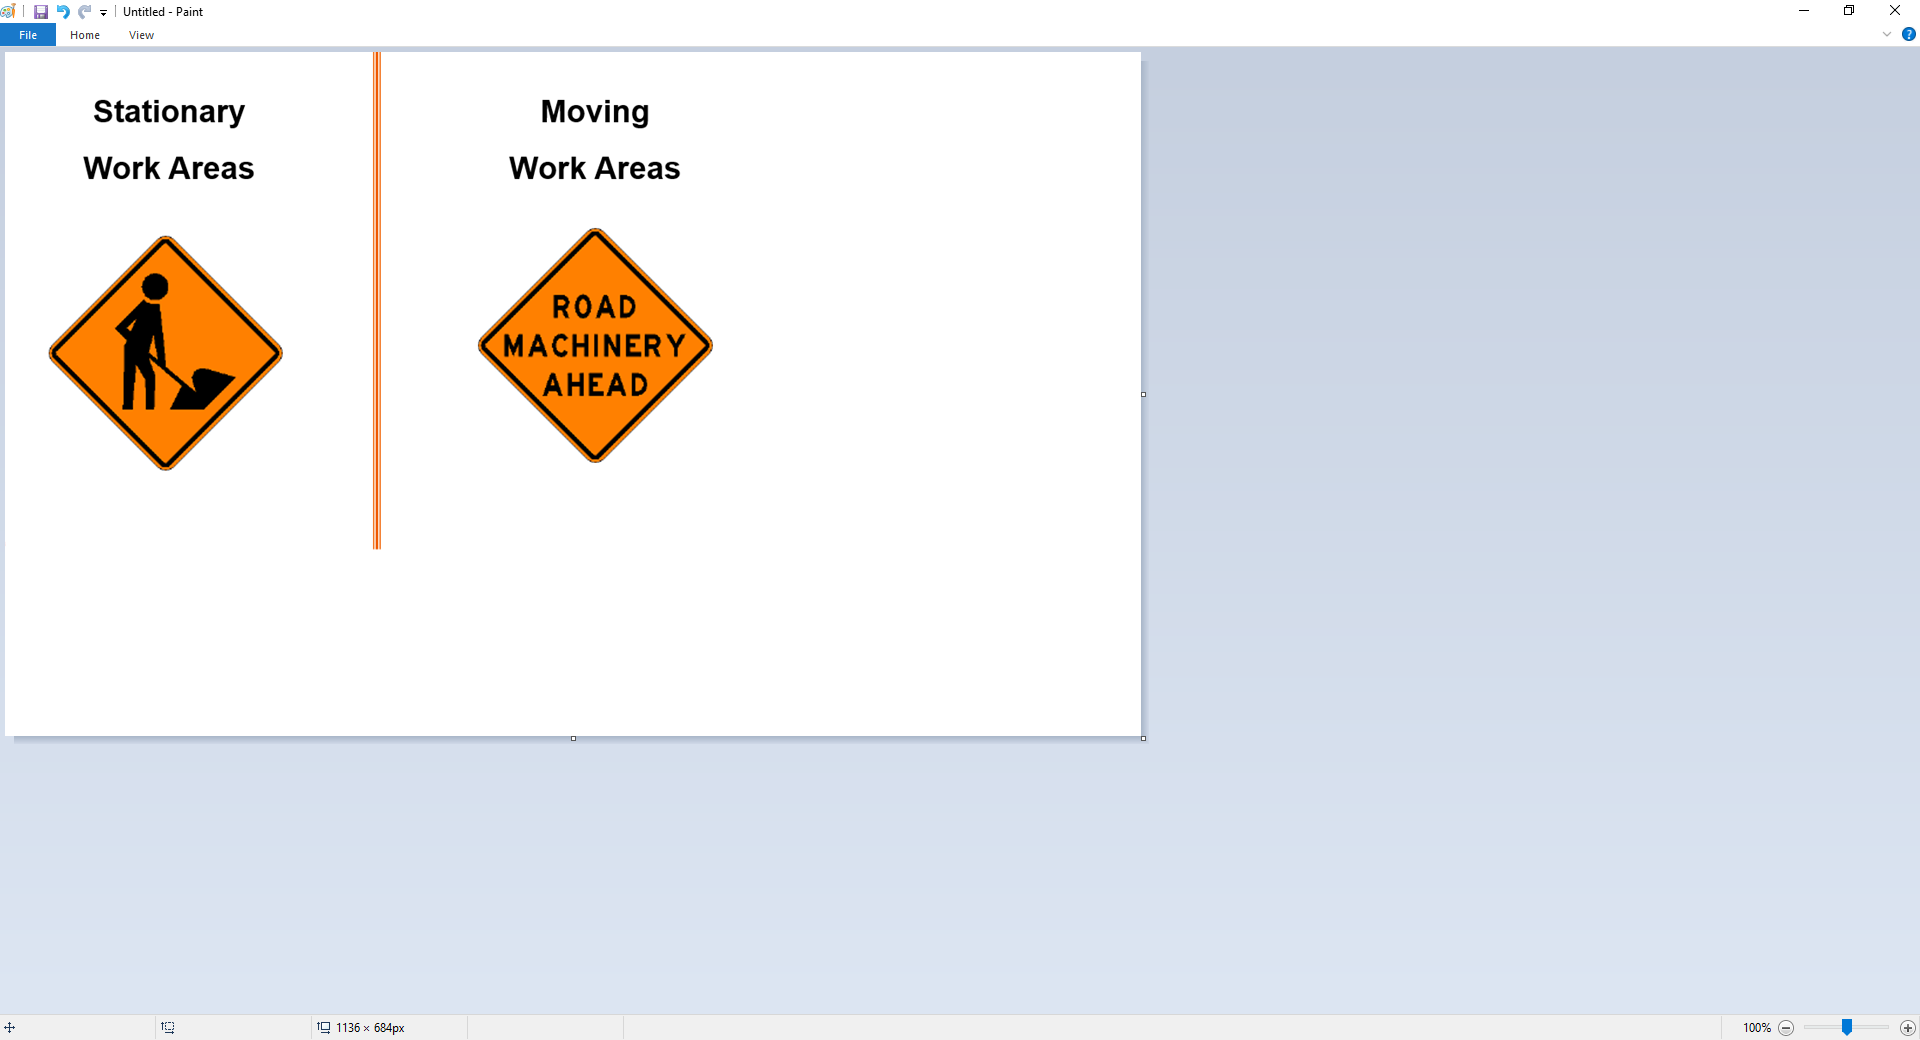 Untitled - Paint
File Home View
Stationary
Work Areas
Moving
Work Areas
ROAD
MACHINERY
AHEAD
1136 × 684px
100%